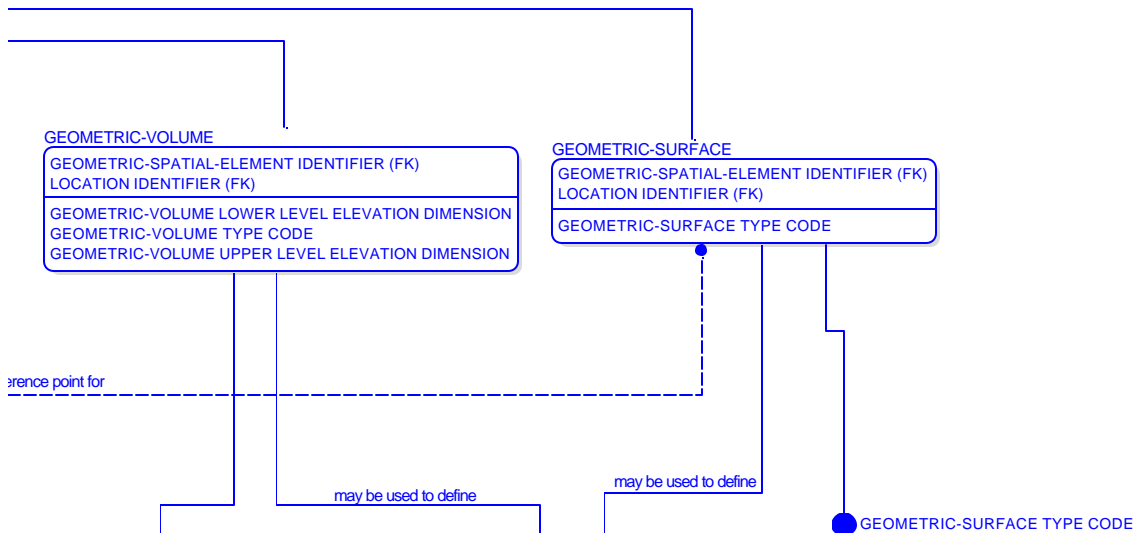 GEOMETRIC-VOLUME
GEOMETRIC-SPATIAL-ELEMENT IDENTIFIER (FK)
LOCATION IDENTIFIER (FK)
GEOMETRIC-VOLUME LOWER LEVEL ELEVATION DIMENSION
GEOMETRIC-VOLUME TYPE CODE
GEOMETRIC-VOLUME UPPER LEVEL ELEVATION DIMENSION
GEOMETRIC-SURFACE
GEOMETRIC-SPATIAL-ELEMENT IDENTIFIER (FK)
LOCATION IDENTIFIER (FK)
GEOMETRIC-SURFACE TYPE CODE
erence point for
may be used to define
may be used to define
GEOMETRIC-SURFACE TYPE CODE